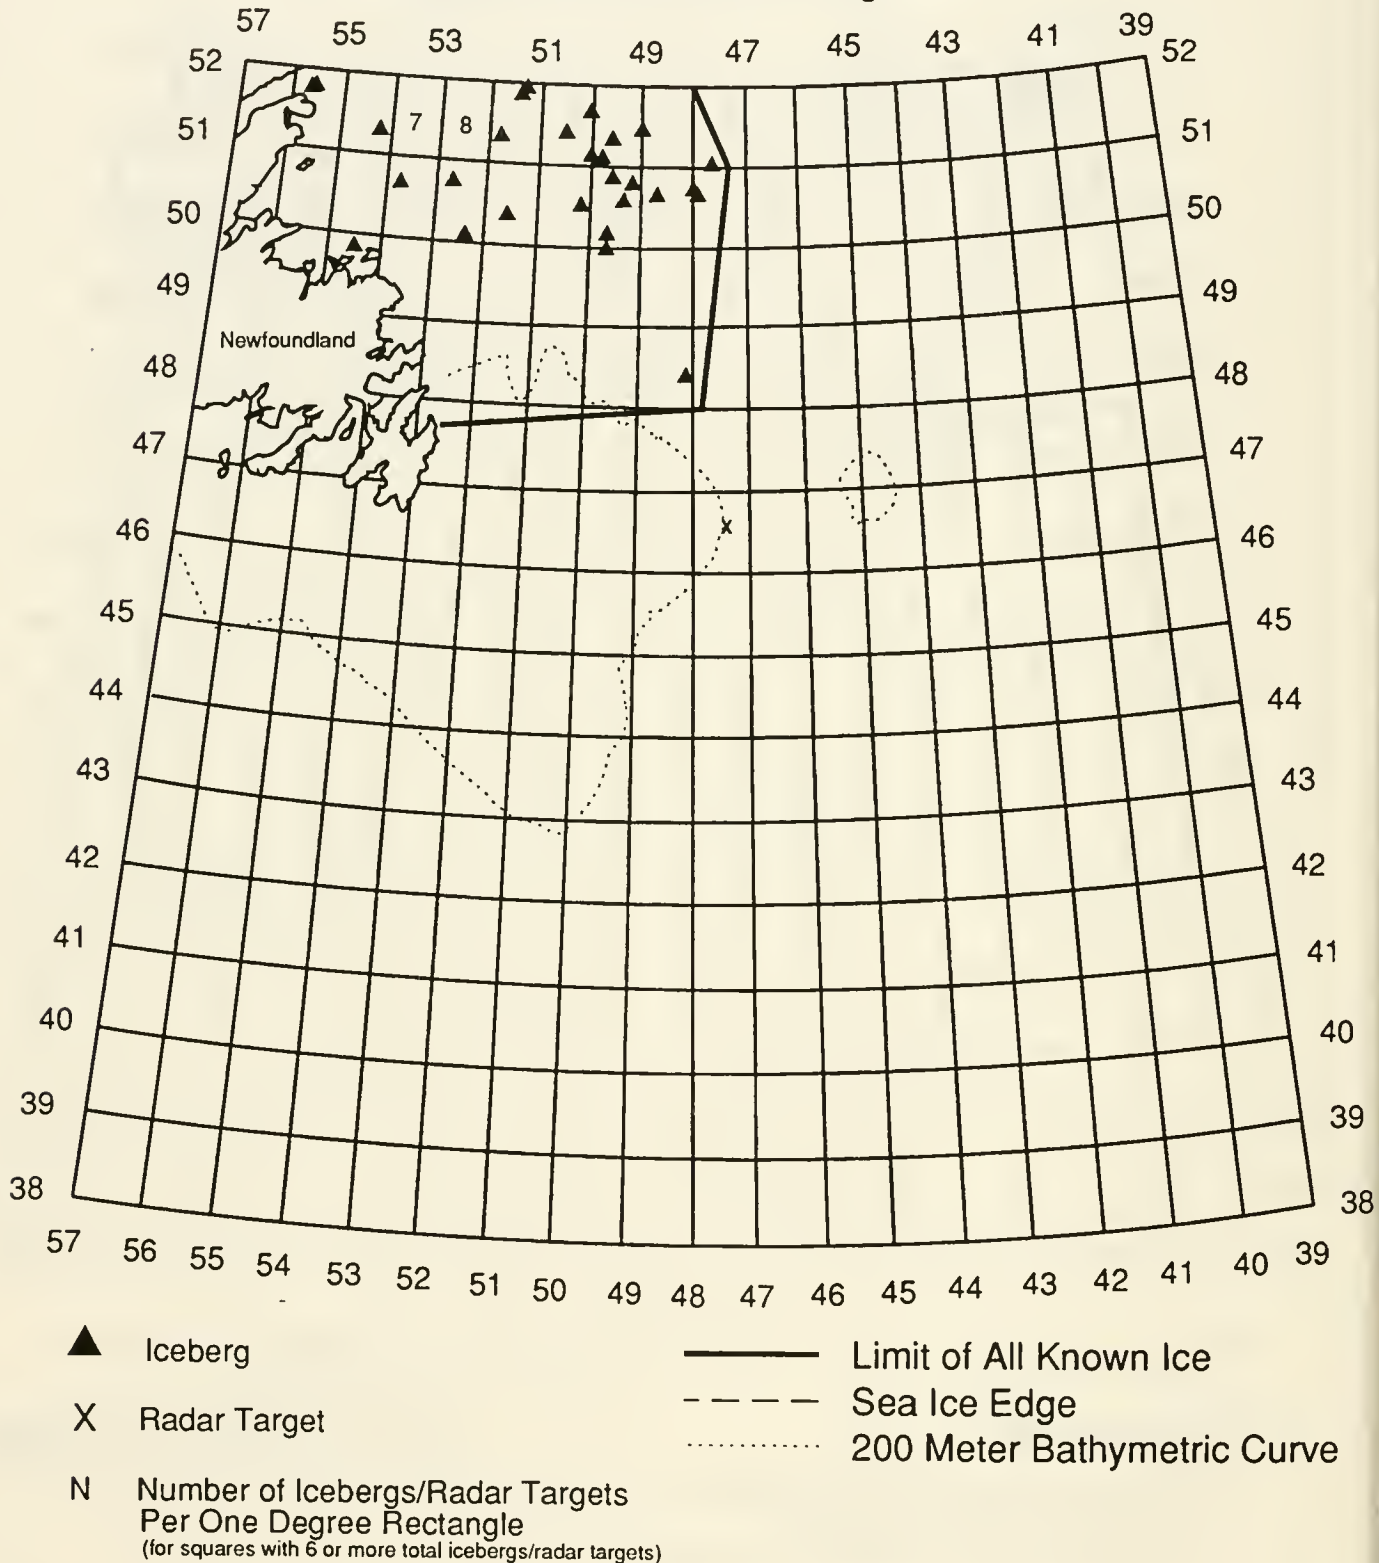 57 55 53 51 49 47 45 43 41 39
52 52
51 7 8 51
50 50
49 49
Newfoundland
48 48
47 47
46 X 46
45 45
44 44
43 43
42 42
41 41
40 40
39 39
38 38
57 56 55 54 53 52 51 50 49 48 47 46 45 44 43 42 41 40 39
Iceberg
X Radar Target
N Number of Icebergs/Radar Targets
Per One Degree Rectangle
(for squares with 6 or more total icebergs/radar targets)
Limit of All Known Ice
Sea Ice Edge
200 Meter Bathymetric Curve